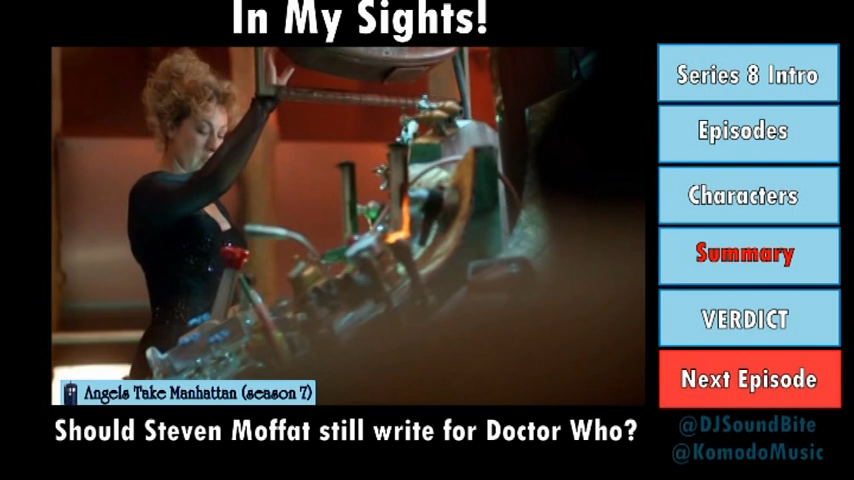 In My Sights!
Series 8 Intro
Episodes
Characters
Summary
VERDICT
Next Episode
Angels Take Manhattan (season 7)
Should Steven Moffat still write for Doctor Who?
@DJSoundBite
@KomodoMusic